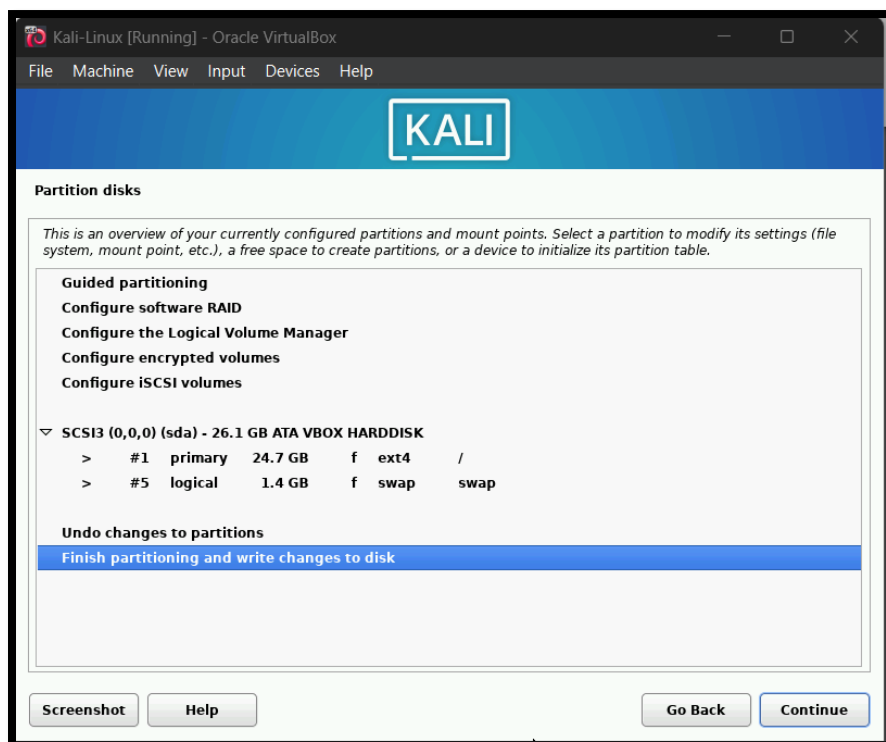 Kali-Linux [Running] - Oracle VirtualBox
File Machine View Input Devices Help
KALI
Partition disks
This is an overview of your currently configured partitions and mount points. Select a partition to modify its settings (file
system, mount point, etc.), a free space to create partitions, or a device to initialize its partition table.
Guided partitioning
Configure software RAID
Configure the Logical Volume Manager
Configure encrypted volumes
Configure iSCSI volumes
SCSI3 (0,0,0) (sda) - 26.1 GB ATA VBOX HARDDISK
> #1 primary 24.7 GB f ext4 /
> #5 logical 1.4 GB f swap swap
Undo changes to partitions
Finish partitioning and write changes to disk
Screenshot Help Go Back Continue